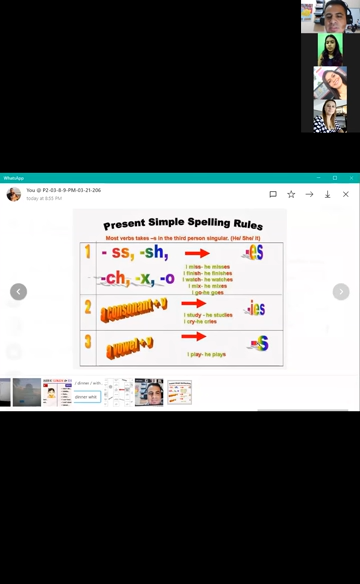 WhatsApp
You @ P2-03-8-9-PM-03-21-206
today at 8:35 PM
Present Simple Spelling Rules
Most verbs takes -s in the third person singular. (He/ She/ It)
1
- ss, -sh,
-ch, -x, -o
-es
I miss- he misses
I finish- he finishes
I watch- he watches
I mix- he mixes
I go-he goes
2
a consonant + y
-ies
I study -he studies
I cry-he cries
3
a vowel + y
-s
I play- he plays